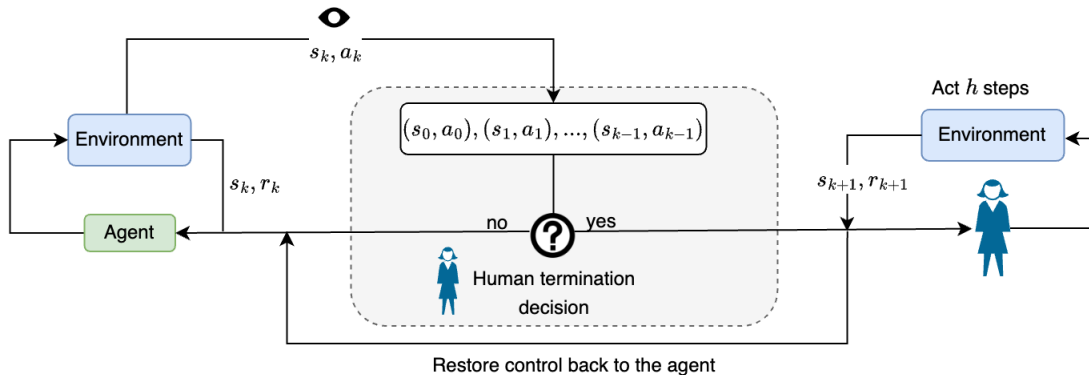 s_k, a_k
Act h steps
(s_0, a_0), (s_1, a_1), ..., (s_{k-1}, a_{k-1})
Environment
Environment
s_k, r_k
s_{k+1}, r_{k+1}
Agent
no
?
yes
Human termination
decision
Restore control back to the agent